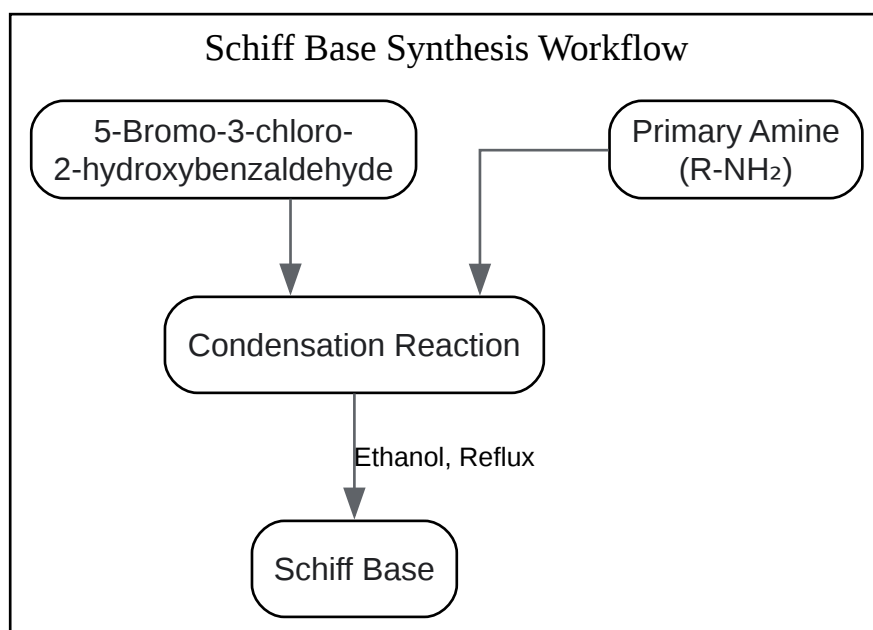 Schiff Base Synthesis Workflow
5-Bromo-3-chloro-
2-hydroxybenzaldehyde
Primary Amine
(R-NH₂)
Condensation Reaction
Ethanol, Reflux
Schiff Base